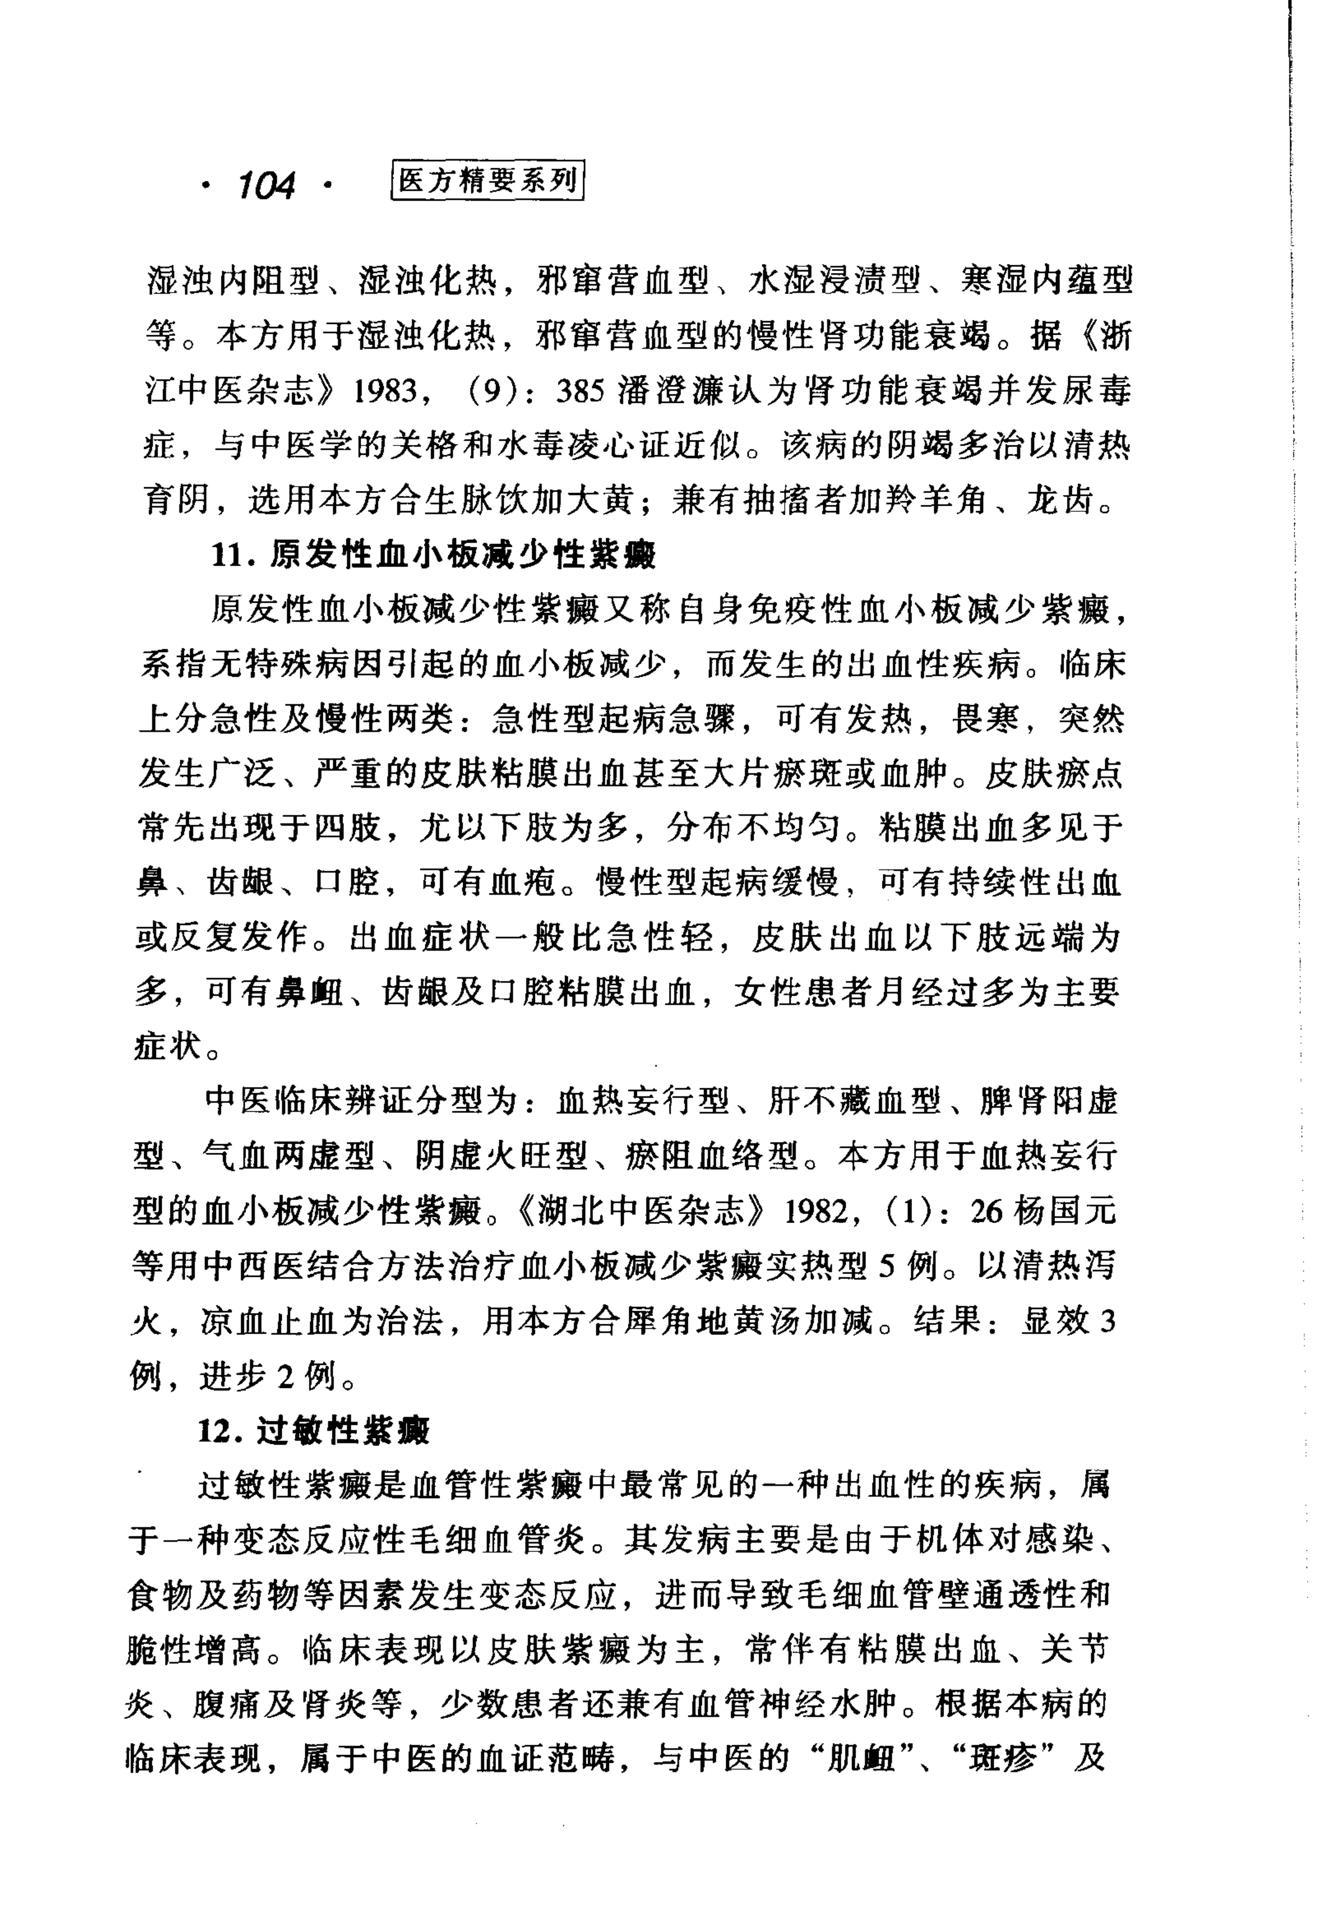 · 104 · 医方精要系列
湿浊内阻型、湿浊化热，邪窜营血型、水湿浸渍型、寒湿内蕴型
等。本方用于湿浊化热，邪窜营血型的慢性肾功能衰竭。据《浙
江中医杂志》1983，（9）：385 潘澄濂认为肾功能衰竭并发尿毒
症，与中医学的关格和水毒凌心证近似。该病的阴竭多治以清热
育阴，选用本方合生脉饮加大黄；兼有抽搐者加羚羊角、龙齿。
11. 原发性血小板减少性紫癜
原发性血小板减少性紫癜又称自身免疫性血小板减少紫癜，
系指无特殊病因引起的血小板减少，而发生的出血性疾病。临床
上分急性及慢性两类：急性型起病急骤，可有发热，畏寒，突然
发生广泛、严重的皮肤粘膜出血甚至大片瘀斑或血肿。皮肤瘀点
常先出现于四肢，尤以下肢为多，分布不均匀。粘膜出血多见于
鼻、齿龈、口腔，可有血疱。慢性型起病缓慢，可有持续性出血
或反复发作。出血症状一般比急性轻，皮肤出血以下肢远端为
多，可有鼻衄、齿龈及口腔粘膜出血，女性患者月经过多为主要
症状。
中医临床辨证分型为：血热妄行型、肝不藏血型、脾肾阳虚
型、气血两虚型、阴虚火旺型、瘀阻血络型。本方用于血热妄行
型的血小板减少性紫癜。《湖北中医杂志》1982，（1）：26 杨国元
等用中西医结合方法治疗血小板减少紫癜实热型 5 例。以清热泻
火，凉血止血为治法，用本方合犀角地黄汤加减。结果：显效 3
例，进步 2 例。
12. 过敏性紫癜
过敏性紫癜是血管性紫癜中最常见的一种出血性的疾病，属
于一种变态反应性毛细血管炎。其发病主要是由于机体对感染、
食物及药物等因素发生变态反应，进而导致毛细血管壁通透性和
脆性增高。临床表现以皮肤紫癜为主，常伴有粘膜出血、关节
炎、腹痛及肾炎等，少数患者还兼有血管神经水肿。根据本病的
临床表现，属于中医的血证范畴，与中医的“肌衄”、“斑疹”及